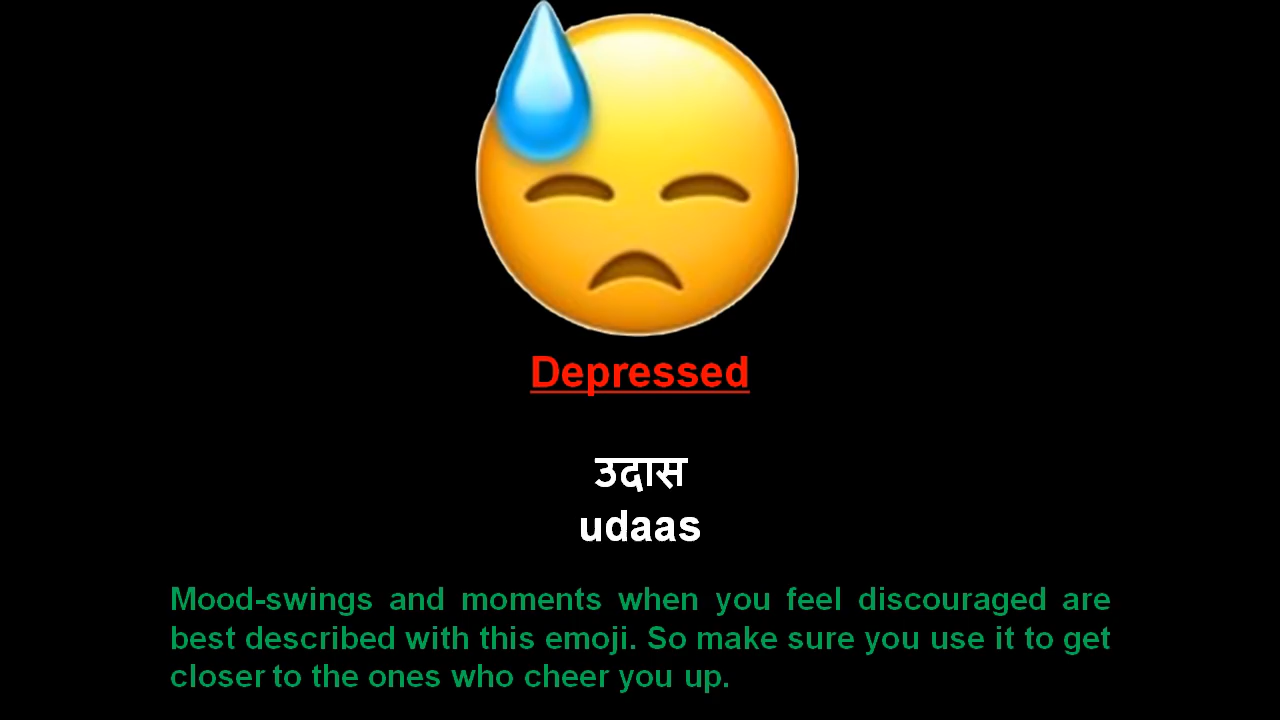 Depressed
उदास
udaas
Mood-swings and moments when you feel discouraged are
best described with this emoji. So make sure you use it to get
closer to the ones who cheer you up.